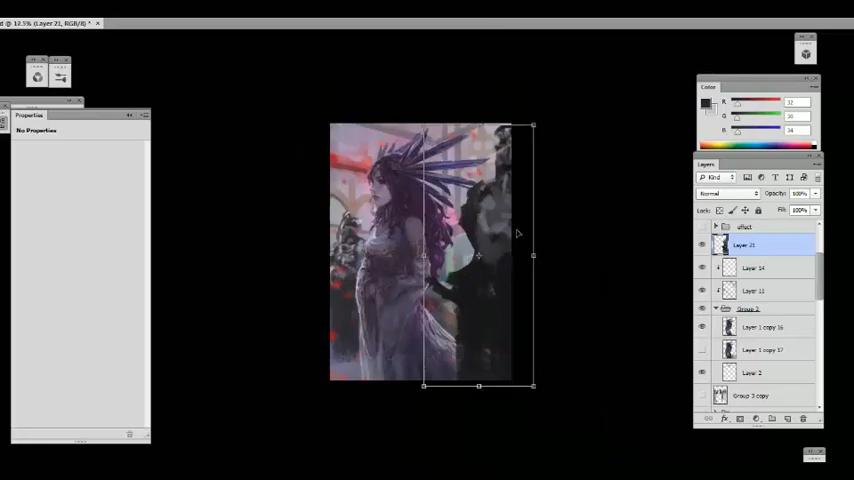 d @ 12.5% (Layer 21, RGB/8) *
Properties
No Properties
Color
R 32
G 30
B 34
Layers
Kind
Normal
Opacity: 100%
Lock:
Fill: 100%
effect
Layer 21
Layer 14
Layer 11
Group 2
Layer 1 copy 16
Layer 1 copy 17
Layer 2
Group 3 copy